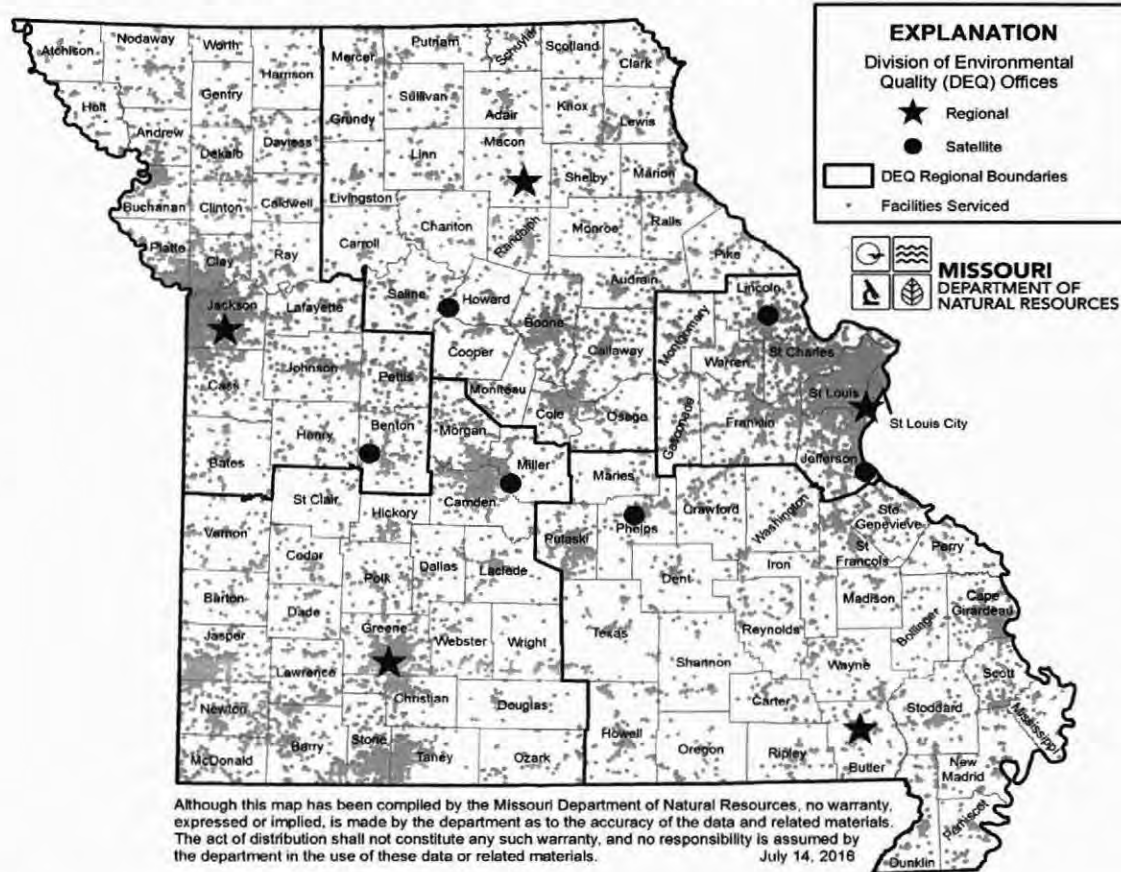 EXPLANATION
Division of Environmental
Quality (DEQ) Offices
Regional
Satellite
DEQ Regional Boundaries
Facilities Serviced
MISSOURI
DEPARTMENT OF
NATURAL RESOURCES
Atchison
Nodaway
Worth
Harrison
Mercer
Putnam
Schuyler
Scotland
Clark
Holt
Gentry
Sullivan
Adair
Knox
Lewis
Andrew
Dekalb
Daviess
Grundy
Linn
Macon
Shelby
Marion
Buchanan
Clinton
Caldwell
Livingston
Chariton
Randolph
Monroe
Ralls
Platte
Clay
Ray
Carroll
Audrain
Pike
Jackson
Lafayette
Saline
Howard
Boone
Callaway
Montgomery
Lincoln
Warren
St Charles
Cass
Johnson
Pettis
Cooper
Moniteau
Cole
Osage
Gasconade
Franklin
St Louis
St Louis City
Jefferson
Bates
Henry
Benton
Morgan
Miller
Camden
Maries
Phelps
Crawford
Washington
Ste
Genevieve
St Clair
Hickory
Pulaski
Vernon
Cedar
Polk
Dallas
Laclede
Dent
Iron
St
Francois
Perry
Barton
Dade
Greene
Webster
Wright
Texas
Reynolds
Madison
Bollinger
Cape
Girardeau
Jasper
Lawrence
Christian
Douglas
Shannon
Wayne
Scott
Newton
Carter
Stoddard
Mississippi
McDonald
Barry
Stone
Taney
Ozark
Howell
Oregon
Ripley
Butler
New
Madrid
Pemiscot
Dunklin
Although this map has been compiled by the Missouri Department of Natural Resources, no warranty,
expressed or implied, is made by the department as to the accuracy of the data and related materials.
The act of distribution shall not constitute any such warranty, and no responsibility is assumed by
the department in the use of these data or related materials. July 14, 2016